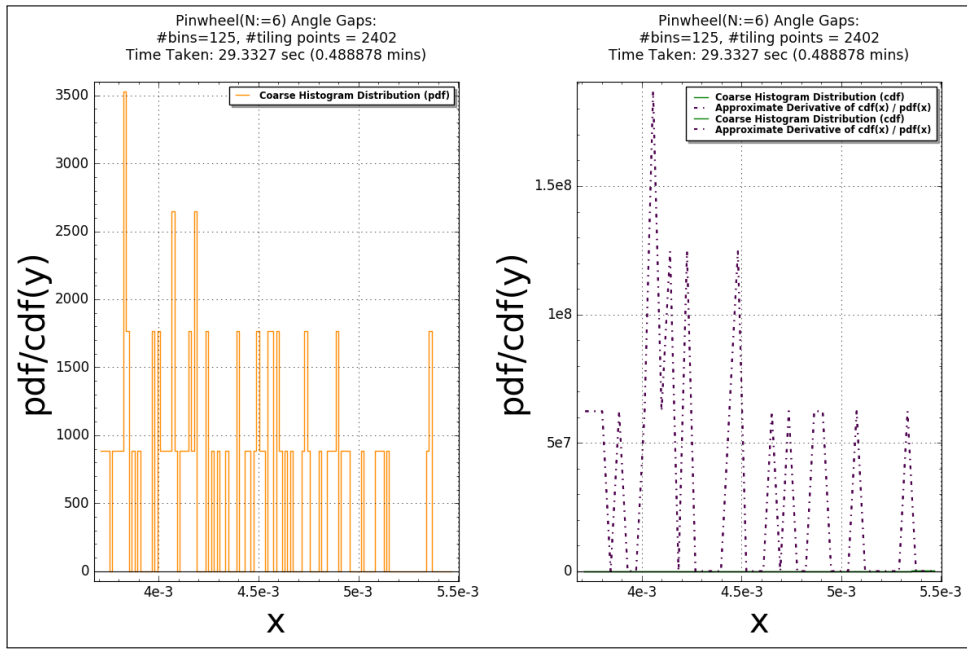 Pinwheel(N:=6) Angle Gaps:
#bins=125, #tiling points = 2402
Time Taken: 29.3327 sec (0.488878 mins)
Coarse Histogram Distribution (pdf)
pdf/cdf(y)
3500
3000
2500
2000
1500
1000
500
0
4e-3
4.5e-3
5e-3
5.5e-3
x
Pinwheel(N:=6) Angle Gaps:
#bins=125, #tiling points = 2402
Time Taken: 29.3327 sec (0.488878 mins)
Coarse Histogram Distribution (cdf)
Approximate Derivative of cdf(x) / pdf(x)
Coarse Histogram Distribution (cdf)
Approximate Derivative of cdf(x) / pdf(x)
pdf/cdf(y)
1.5e8
1e8
5e7
0
4e-3
4.5e-3
5e-3
5.5e-3
x